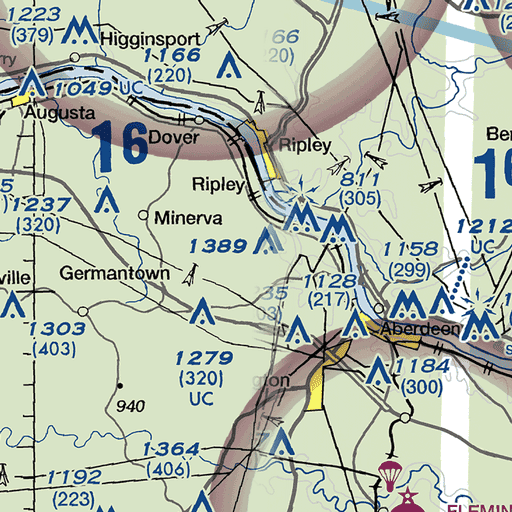 1223
(379)
Higginsport
1166
(220)
1049 UC
Augusta
16
Dover
Ripley
Ripley
811
(305)
16
1237
(320)
Minerva
1389
1212
UC
1158
(299)
Germantown
1128
(217)
1303
(403)
Aberdeen
1279
(320)
UC
1184
(300)
940
1364
(406)
1192
(223)